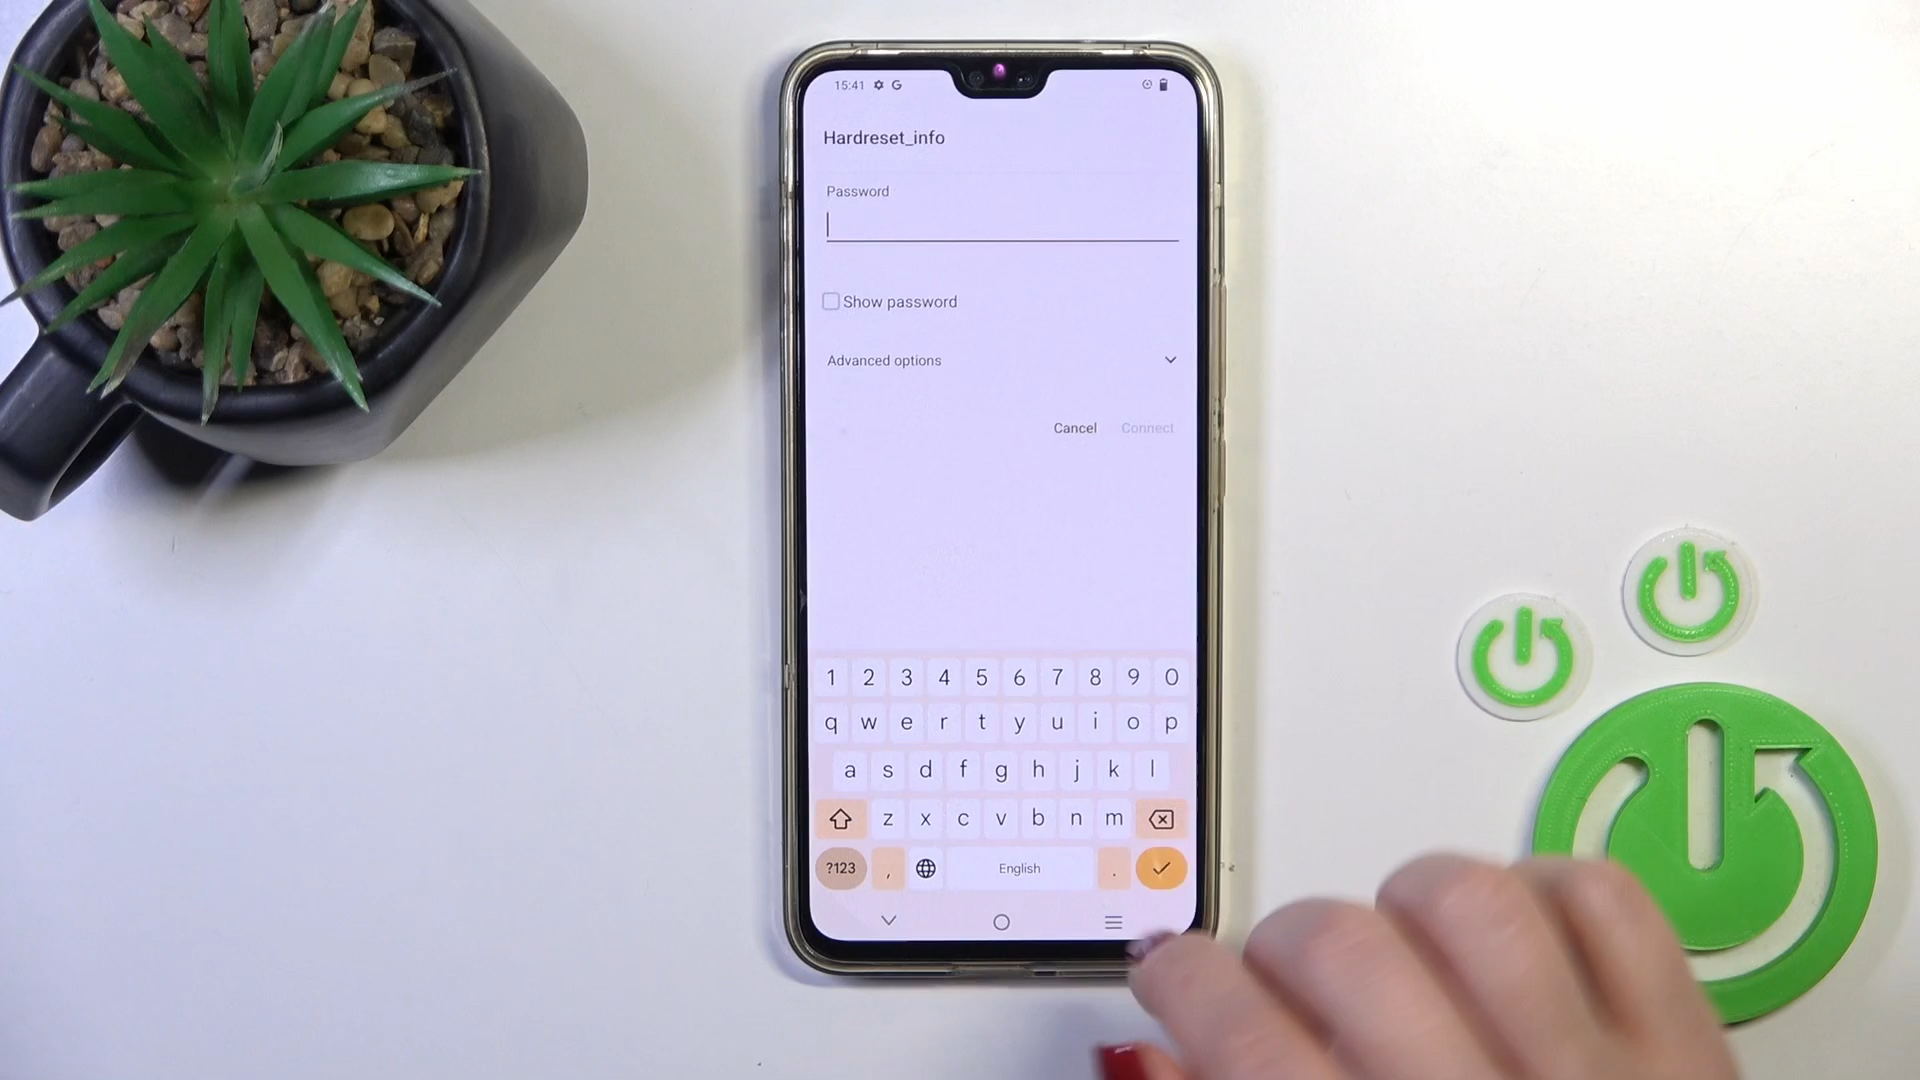 15:41 G
Hardreset_info
Password
Show password
Advanced options
Cancel Connect
1 2 3 4 5 6 7 8 9 0
q w e r t y u i o p
a s d f g h j k l
z x c v b n m
?123 , English .